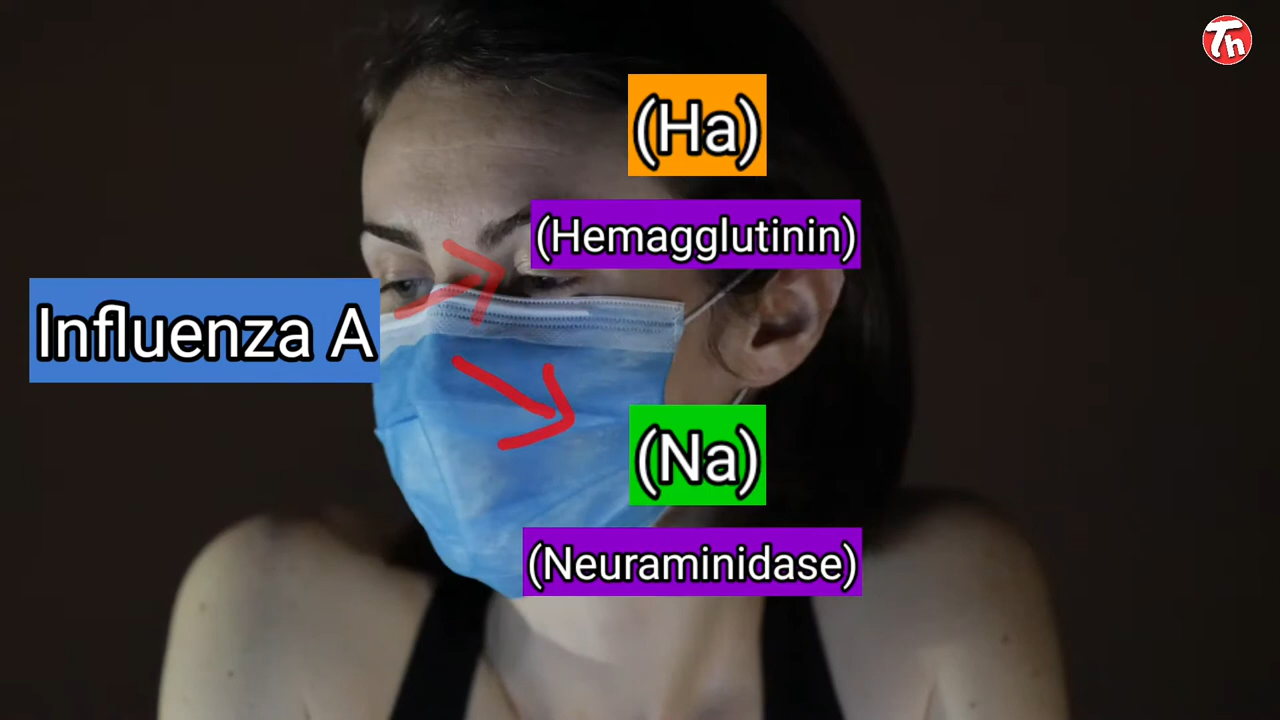 Th
(Ha)
(Hemagglutinin)
Influenza A
(Na)
(Neuraminidase)